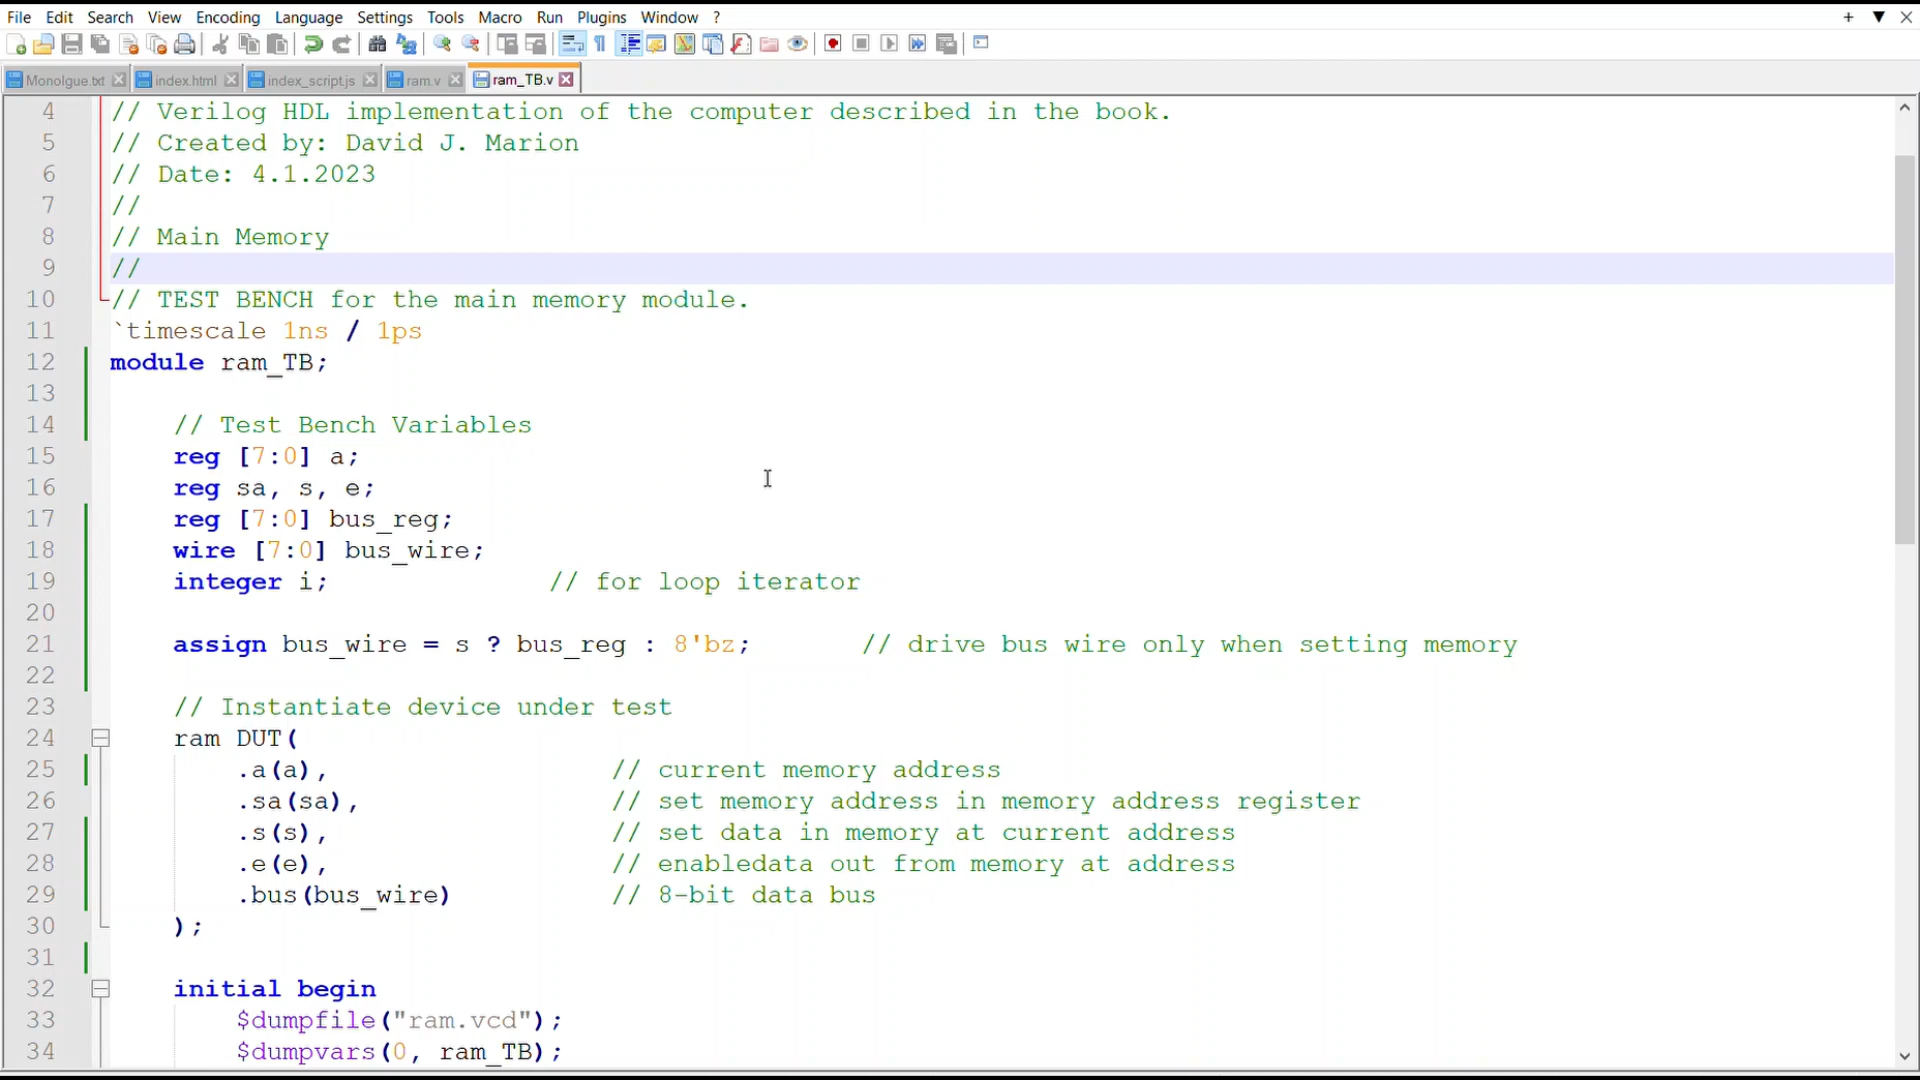 File Edit Search View Encoding Language Settings Tools Macro Run Plugins Window ? + ▼ ✕
Monolgue.txt index.html index_script.js ram.v ram_TB.v
4 // Verilog HDL implementation of the computer described in the book.
5 // Created by: David J. Marion
6 // Date: 4.1.2023
7 //
8 // Main Memory
9 //
10 // TEST BENCH for the main memory module.
11 `timescale 1ns / 1ps
12 module ram_TB;
13
14 // Test Bench Variables
15 reg [7:0] a;
16 reg sa, s, e;
17 reg [7:0] bus_reg;
18 wire [7:0] bus_wire;
19 integer i; // for loop iterator
20
21 assign bus_wire = s ? bus_reg : 8'bz; // drive bus wire only when setting memory
22
23 // Instantiate device under test
24 ram DUT(
25 .a(a), // current memory address
26 .sa(sa), // set memory address in memory address register
27 .s(s), // set data in memory at current address
28 .e(e), // enabledata out from memory at address
29 .bus(bus_wire) // 8-bit data bus
30 );
31
32 initial begin
33 $dumpfile("ram.vcd");
34 $dumpvars(0, ram_TB);